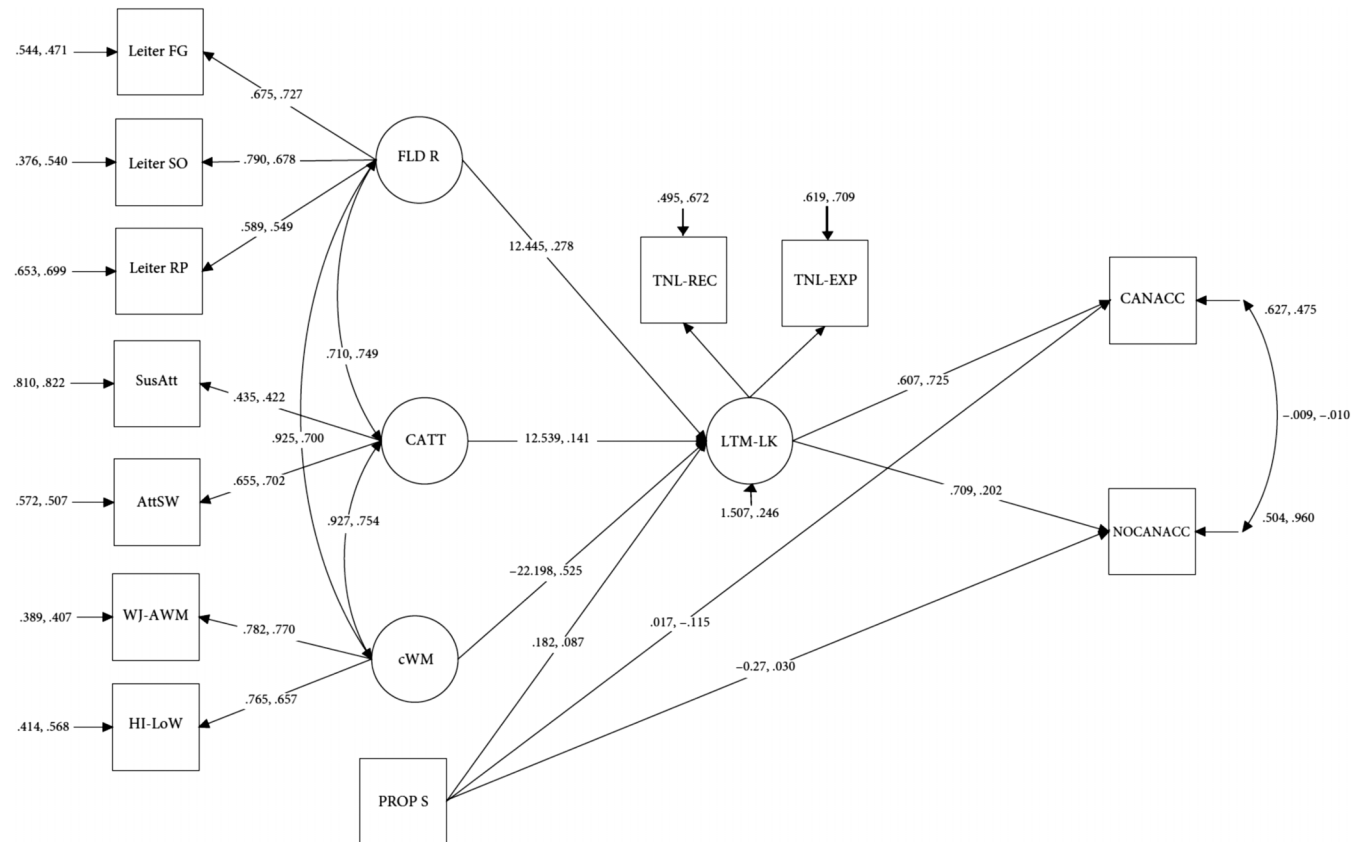 .544, .471
Leiter FG
.675, .727
.376, .540
Leiter SO
.790, .678
FLD R
.589, .549
.653, .699
Leiter RP
12.445, .278
.495, .672
.619, .709
TNL-REC
TNL-EXP
CANACC
.627, .475
.710, .749
.810, .822
SusAtt
.435, .422
.607, .725
−.009, −.010
.925, .700
CATT
12.539, .141
LTM-LK
.655, .702
.572, .507
AttSW
.709, .202
.927, .754
1.507, .246
.504, .960
NOCANACC
−22.198, .525
.389, .407
WJ-AWM
.782, .770
.182, .087
.017, −.115
cWM
−0.27, .030
.765, .657
.414, .568
HI-LoW
PROP S